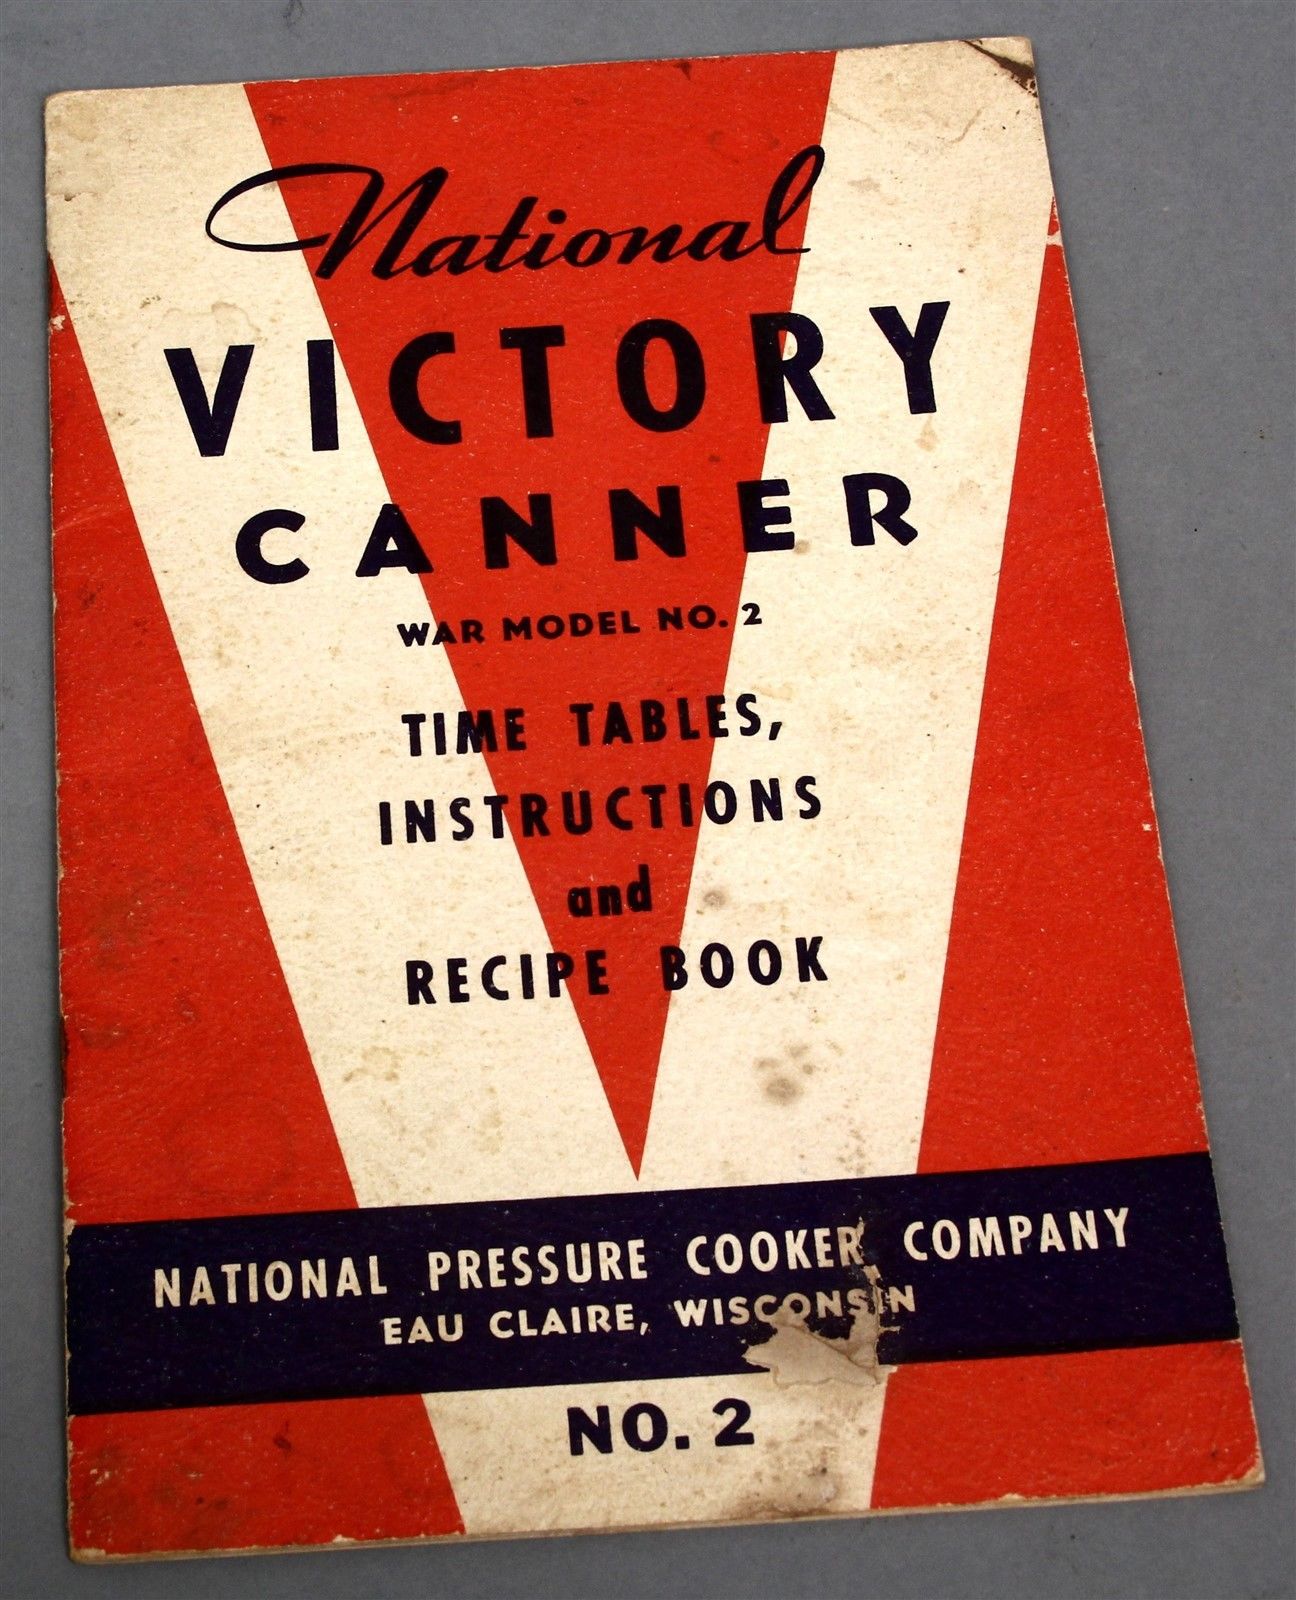 National
VICTORY
CANNER
WAR MODEL NO. 2
TIME TABLES,
INSTRUCTIONS
and
RECIPE BOOK
NATIONAL PRESSURE COOKER COMPANY
EAU CLAIRE, WISCONSIN
NO. 2